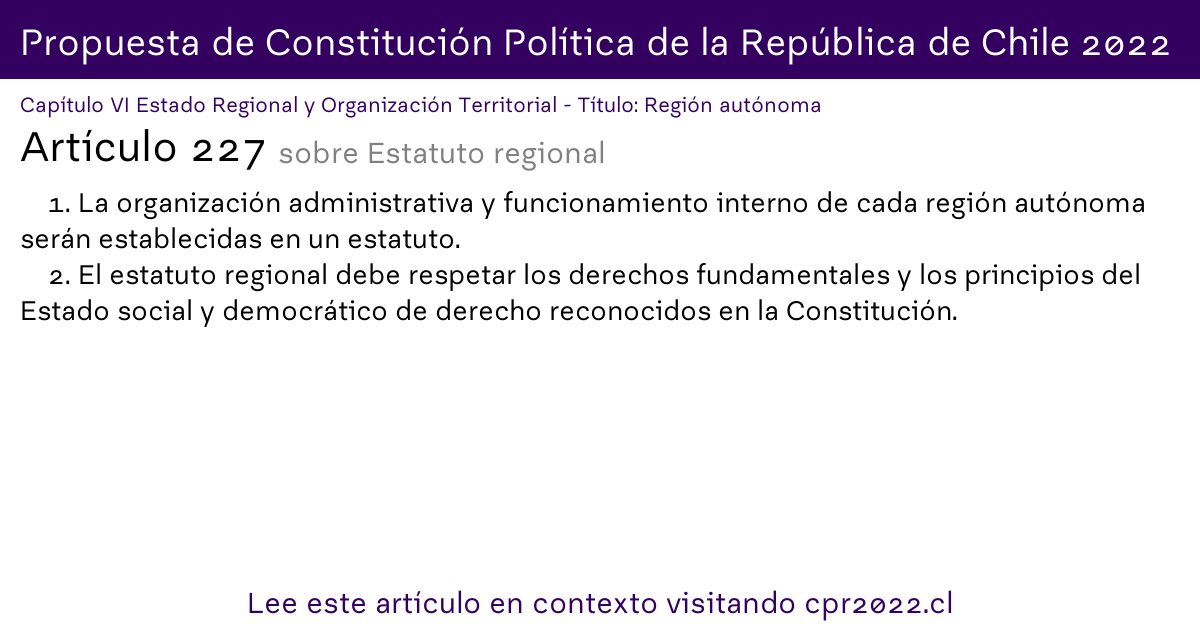 Propuesta de Constitución Política de la República de Chile 2022
Capítulo VI Estado Regional y Organización Territorial - Título: Región autónoma
Artículo 227 sobre Estatuto regional
1. La organización administrativa y funcionamiento interno de cada región autónoma
serán establecidas en un estatuto.
2. El estatuto regional debe respetar los derechos fundamentales y los principios del
Estado social y democrático de derecho reconocidos en la Constitución.
Lee este artículo en contexto visitando cpr2022.cl